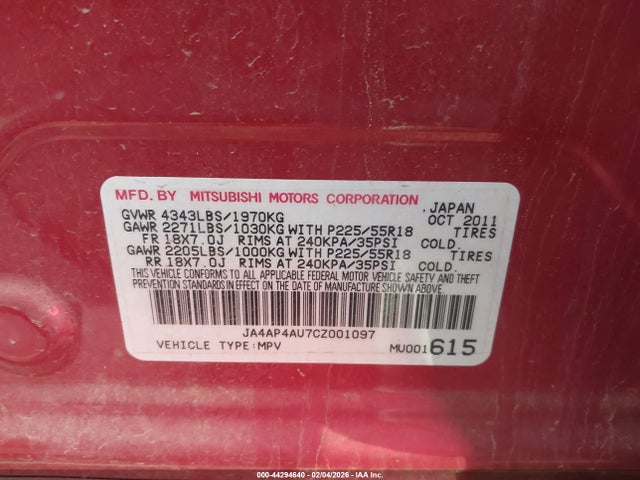 MFD. BY MITSUBISHI MOTORS CORPORATION JAPAN
GVWR 4343LBS/1970KG OCT 2011
GAWR 2271LBS/1030KG WITH P225/55R18 TIRES
FR 18X7.0J RIMS AT 240KPA/35PSI COLD.
GAWR 2205LBS/1000KG WITH P225/55R18 TIRES
RR 18X7.0J RIMS AT 240KPA/35PSI COLD.
THIS VEHICLE CONFORMS TO ALL APPLICABLE FEDERAL MOTOR VEHICLE SAFETY AND THEFT
PREVENTION STANDARDS IN EFFECT ON THE DATE OF MANUFACTURE SHOWN ABOVE.
JA4AP4AU7CZ001097
VEHICLE TYPE:MPV MU001615
000-44294640 - 02/04/2026 - IAA Inc.